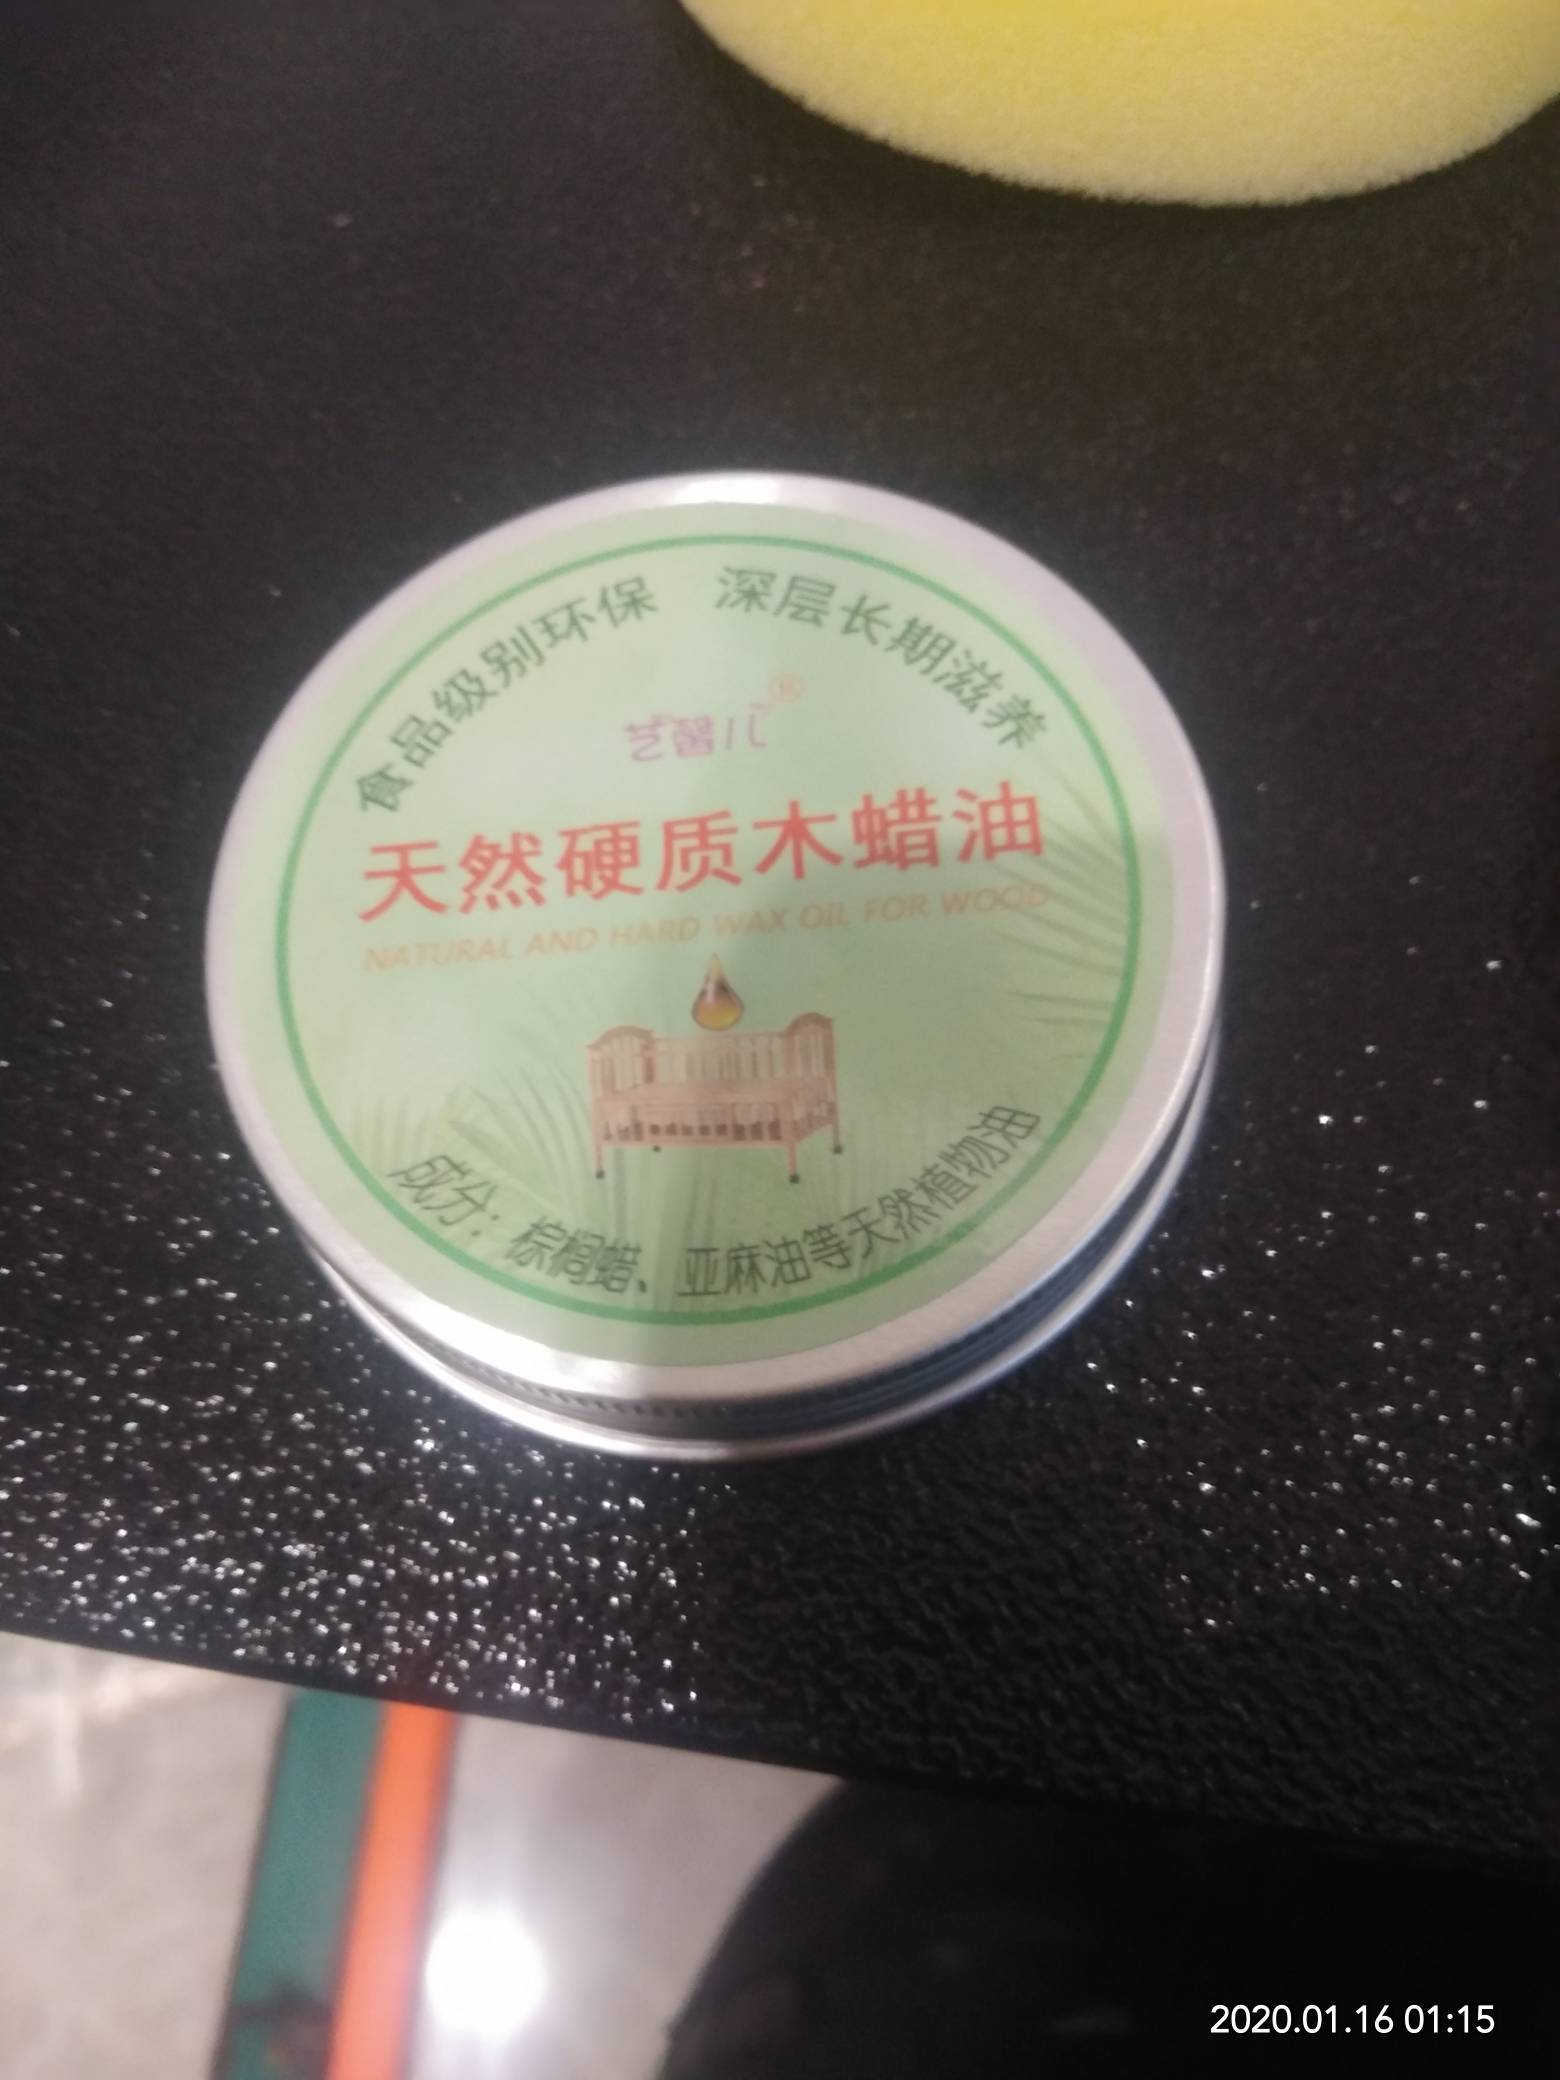 食品级别环保 深层长期滋养
艺馨儿®
天然硬质木蜡油
NATURAL AND HARD WAX OIL FOR WOOD
成分：棕榈蜡、亚麻油等天然植物油
2020.01.16 01:15